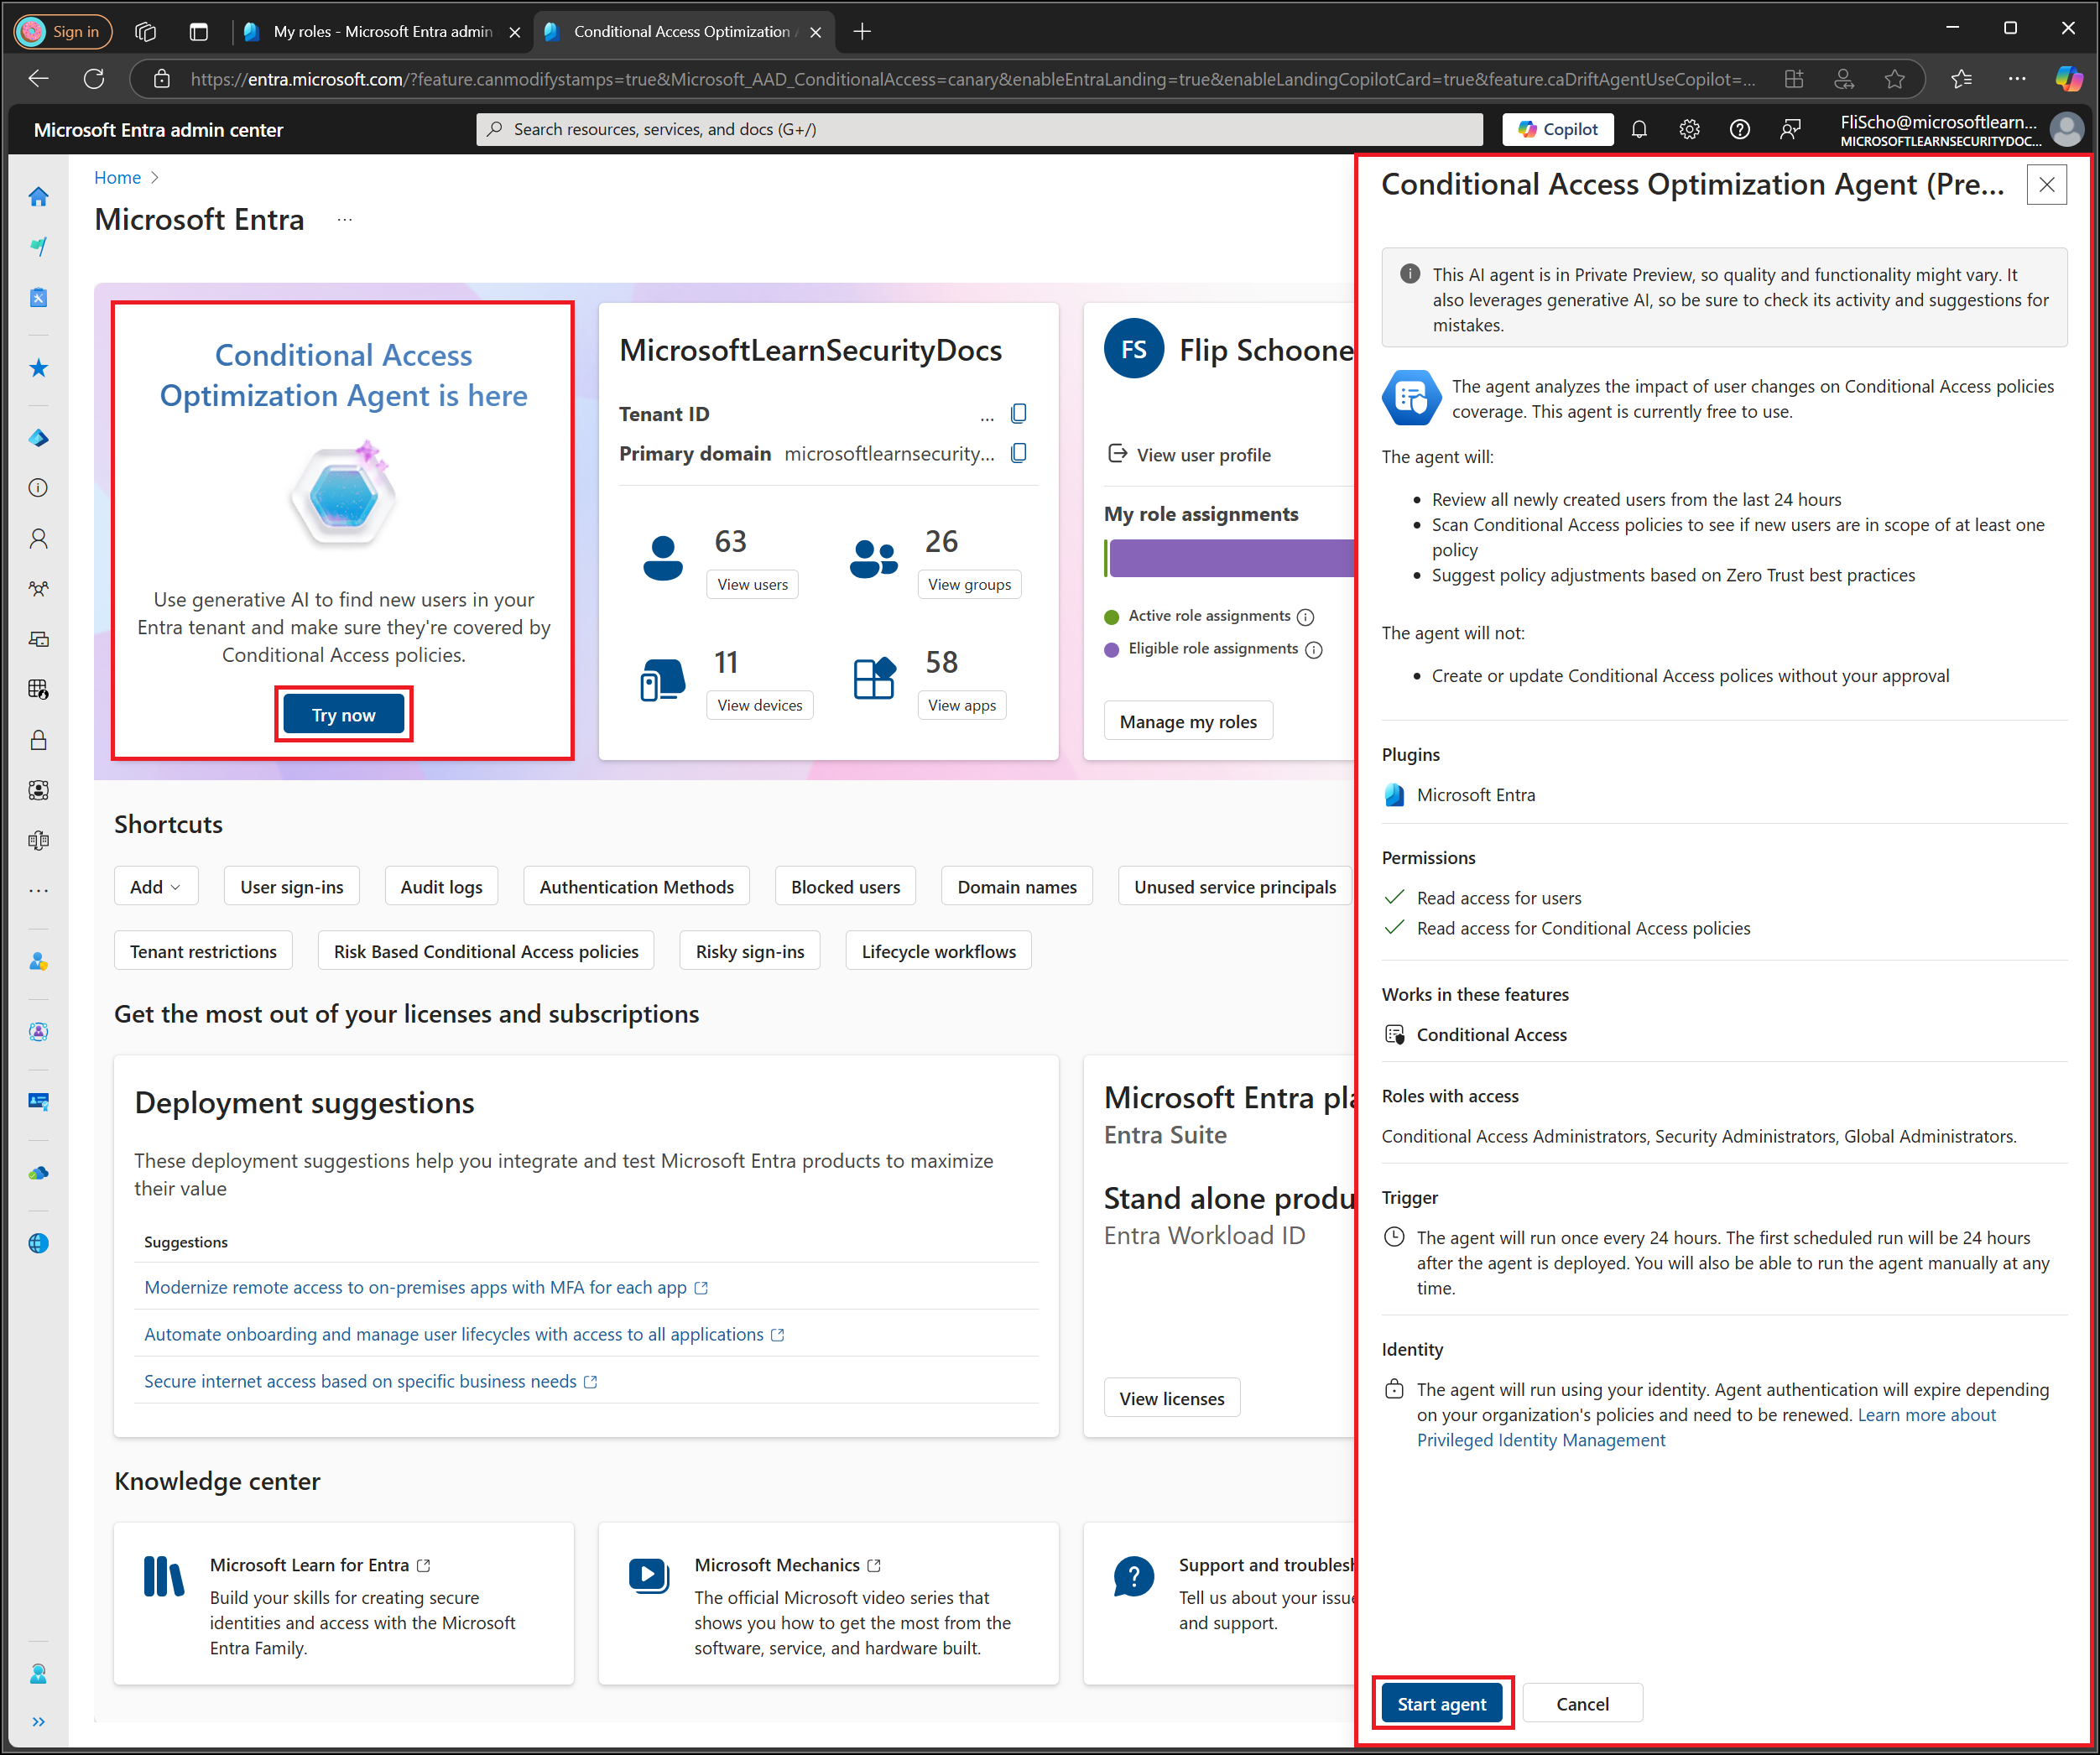 Sign in
My roles - Microsoft Entra admin
Conditional Access Optimization A
https://entra.microsoft.com/?feature.canmodifystamps=true&Microsoft_AAD_ConditionalAccess=canary&enableEntraLanding=true&enableLandingCopilotCard=true&feature.caDriftAgentUseCopilot=...
Microsoft Entra admin center
Search resources, services, and docs (G+/)
Copilot
FliScho@microsoftlearn...
MICROSOFTLEARNSECURITYDOC...
Home
Microsoft Entra
...
Conditional Access
Optimization Agent is here
Use generative AI to find new users in your
Entra tenant and make sure they're covered by
Conditional Access policies.
Try now
MicrosoftLearnSecurityDocs
Tenant ID ...
Primary domain microsoftlearnsecurity...
63
View users
26
View groups
11
View devices
58
View apps
FS
Flip Schoone
View user profile
My role assignments
Active role assignments
Eligible role assignments
Manage my roles
Shortcuts
Add
User sign-ins
Audit logs
Authentication Methods
Blocked users
Domain names
Unused service principals
Tenant restrictions
Risk Based Conditional Access policies
Risky sign-ins
Lifecycle workflows
Get the most out of your licenses and subscriptions
Deployment suggestions
These deployment suggestions help you integrate and test Microsoft Entra products to maximize
their value
Suggestions
Modernize remote access to on-premises apps with MFA for each app
Automate onboarding and manage user lifecycles with access to all applications
Secure internet access based on specific business needs
Microsoft Entra pla
Entra Suite
Stand alone produ
Entra Workload ID
View licenses
Knowledge center
Microsoft Learn for Entra
Build your skills for creating secure
identities and access with the Microsoft
Entra Family.
Microsoft Mechanics
The official Microsoft video series that
shows you how to get the most from the
software, service, and hardware built.
Support and troublesh
Tell us about your issue
and support.
Conditional Access Optimization Agent (Pre...
This AI agent is in Private Preview, so quality and functionality might vary. It
also leverages generative AI, so be sure to check its activity and suggestions for
mistakes.
The agent analyzes the impact of user changes on Conditional Access policies
coverage. This agent is currently free to use.
The agent will:
• Review all newly created users from the last 24 hours
• Scan Conditional Access policies to see if new users are in scope of at least one
policy
• Suggest policy adjustments based on Zero Trust best practices
The agent will not:
• Create or update Conditional Access polices without your approval
Plugins
Microsoft Entra
Permissions
Read access for users
Read access for Conditional Access policies
Works in these features
Conditional Access
Roles with access
Conditional Access Administrators, Security Administrators, Global Administrators.
Trigger
The agent will run once every 24 hours. The first scheduled run will be 24 hours
after the agent is deployed. You will also be able to run the agent manually at any
time.
Identity
The agent will run using your identity. Agent authentication will expire depending
on your organization's policies and need to be renewed. Learn more about
Privileged Identity Management
Start agent
Cancel